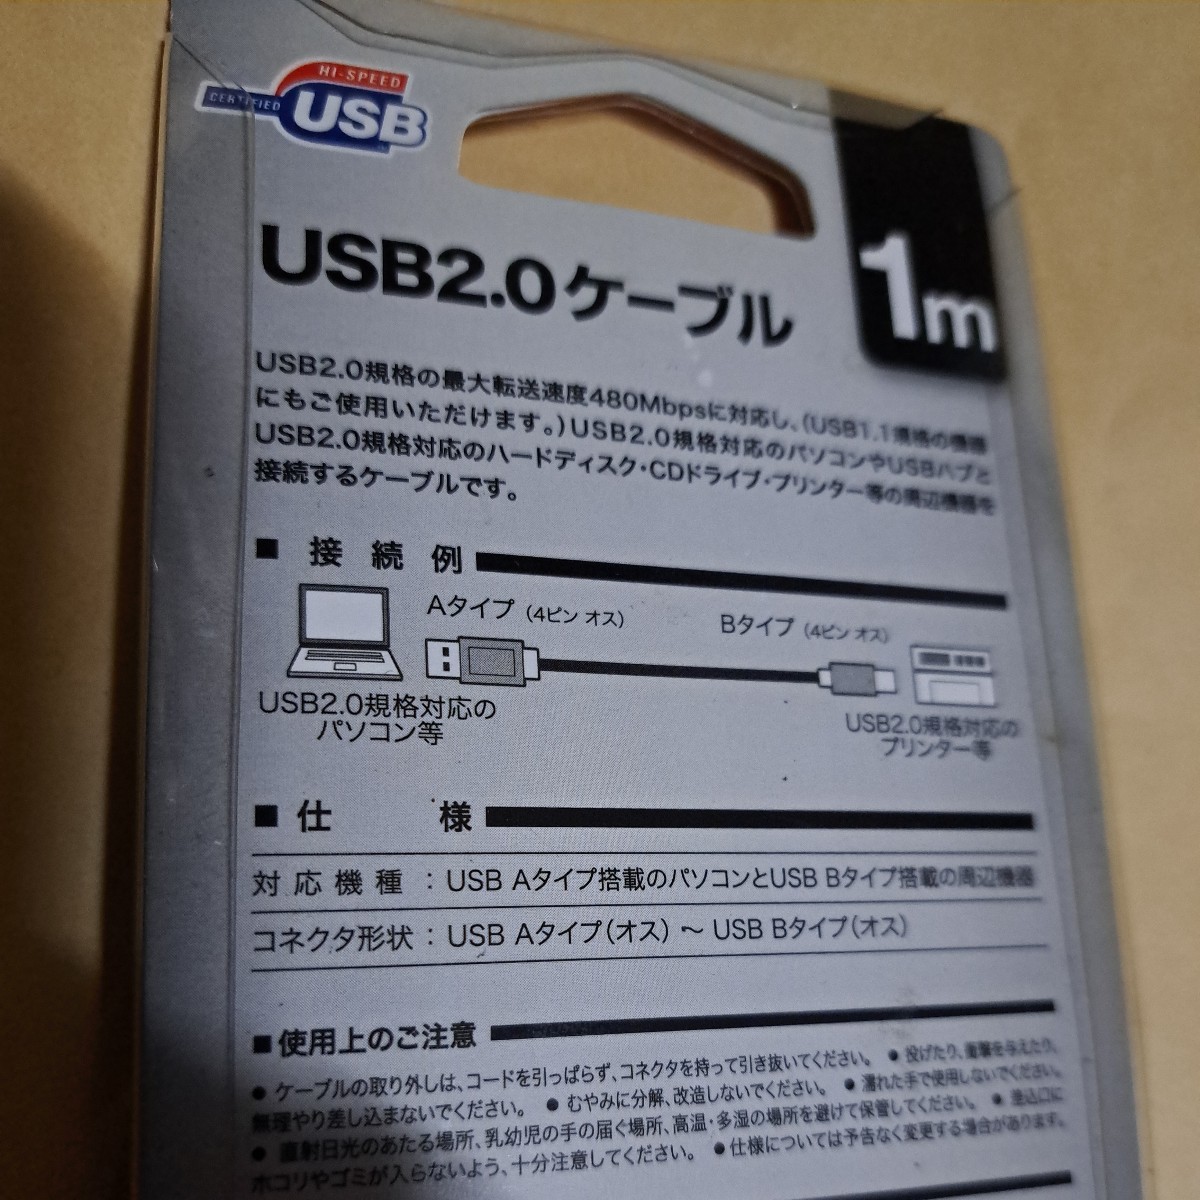 HI-SPEED
CERTIFIED
USB
1m
USB2.0ケーブル
USB2.0規格の最大転送速度480Mbpsに対応し、(USB1.1規格の機器
にもご使用いただけます。)USB2.0規格対応のパソコンやUSBハブと
USB2.0規格対応のハードディスク・CDドライブ・プリンター等の周辺機器を
接続するケーブルです。
■ 接続例
Aタイプ (4ピン オス)
Bタイプ (4ピン オス)
USB2.0規格対応の
パソコン等
USB2.0規格対応の
プリンター等
■ 仕様
対応機種 : USB Aタイプ搭載のパソコンとUSB Bタイプ搭載の周辺機器
コネクタ形状 : USB Aタイプ(オス) ～ USB Bタイプ(オス)
■使用上のご注意
● ケーブルの取り外しは、コードを引っぱらず、コネクタを持って引き抜いてください。 ● 投げたり、衝撃を与えたり、
無理やり差し込まないでください。 ● むやみに分解、改造しないでください。 ● 濡れた手で使用しないでください。
● 直射日光のあたる場所、乳幼児の手の届く場所、高温・多湿の場所を避けて保管してください。 ● 差込口に
ホコリやゴミが入らないよう、十分注意してください。 ● 仕様については予告なく変更する場合があります。